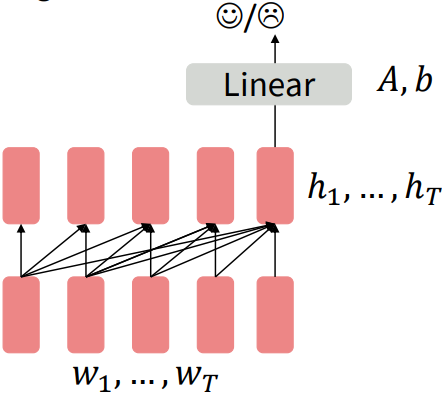 ☺/☹
Linear
A, b
h₁, … , h_T
w₁, … , w_T